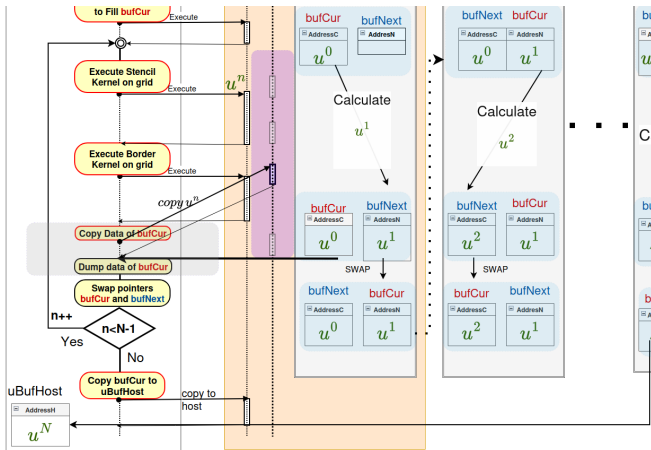 to Fill bufCur
Execute
Execute Stencil
Kernel on grid
Execute
Execute Border
Kernel on grid
Execute
copy u^n
Copy Data of bufCur
Dump data of bufCur
Swap pointers
bufCur and bufNext
n++
n<N-1
Yes
No
Copy bufCur to
uBufHost
copy to
host
uBufHost
AddressH
u^N
u^n
bufCur bufNext
AddressC AddressN
u^0
Calculate
u^1
bufCur bufNext
AddressC AddressN
u^0 u^1
SWAP
bufNext bufCur
AddressC AddressN
u^0 u^1
bufNext bufCur
AddressC AddressN
u^0 u^1
Calculate
u^2
bufNext bufCur
AddressC AddressN
u^2 u^1
SWAP
bufCur bufNext
AddressC AddressN
u^2 u^1